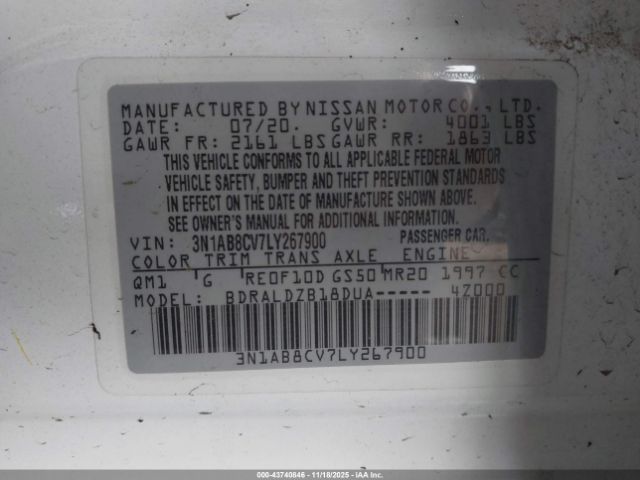 MANUFACTURED BY NISSAN MOTOR CO., LTD.
DATE: 07/20. GVWR: 4001 LBS
GAWR FR: 2161 LBS GAWR RR: 1863 LBS
THIS VEHICLE CONFORMS TO ALL APPLICABLE FEDERAL MOTOR
VEHICLE SAFETY, BUMPER AND THEFT PREVENTION STANDARDS
IN EFFECT ON THE DATE OF MANUFACTURE SHOWN ABOVE.
SEE OWNER'S MANUAL FOR ADDITIONAL INFORMATION.
VIN: 3N1AB8CV7LY267900 PASSENGER CAR.
COLOR TRIM TRANS AXLE ENGINE
QM1 G RE0F10D GS50 MR20 1997 CC
MODEL: BDRALDZB18DUA----- 4Z000
3N1AB8CV7LY267900
000-43740846 - 11/18/2025 - IAAI.COM